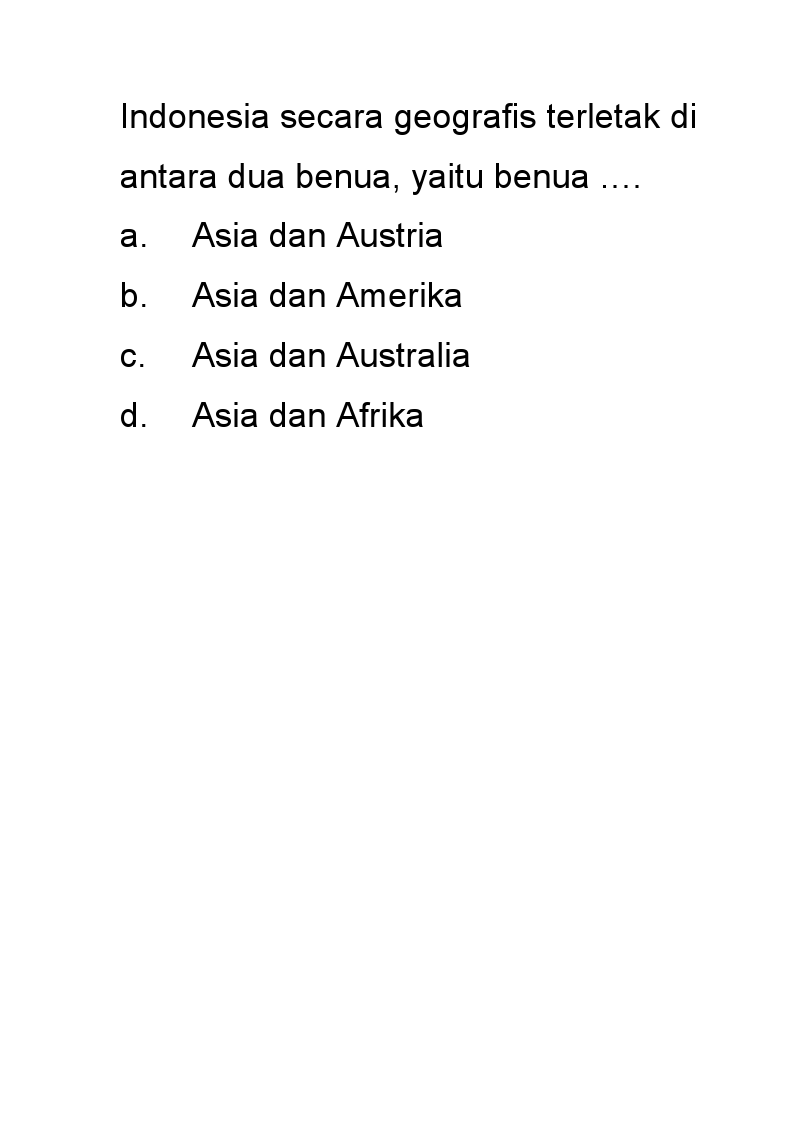 Indonesia secara geografis terletak di
antara dua benua, yaitu benua ....
a. Asia dan Austria
b. Asia dan Amerika
c. Asia dan Australia
d. Asia dan Afrika